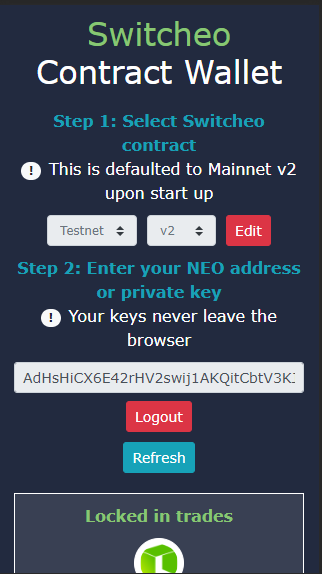 Switcheo
Contract Wallet
Step 1: Select Switcheo
contract
! This is defaulted to Mainnet v2
upon start up
Testnet v2 Edit
Step 2: Enter your NEO address
or private key
! Your keys never leave the
browser
AdHsHiCX6E42rHV2swij1AKQitCbtV3K
Logout
Refresh
Locked in trades